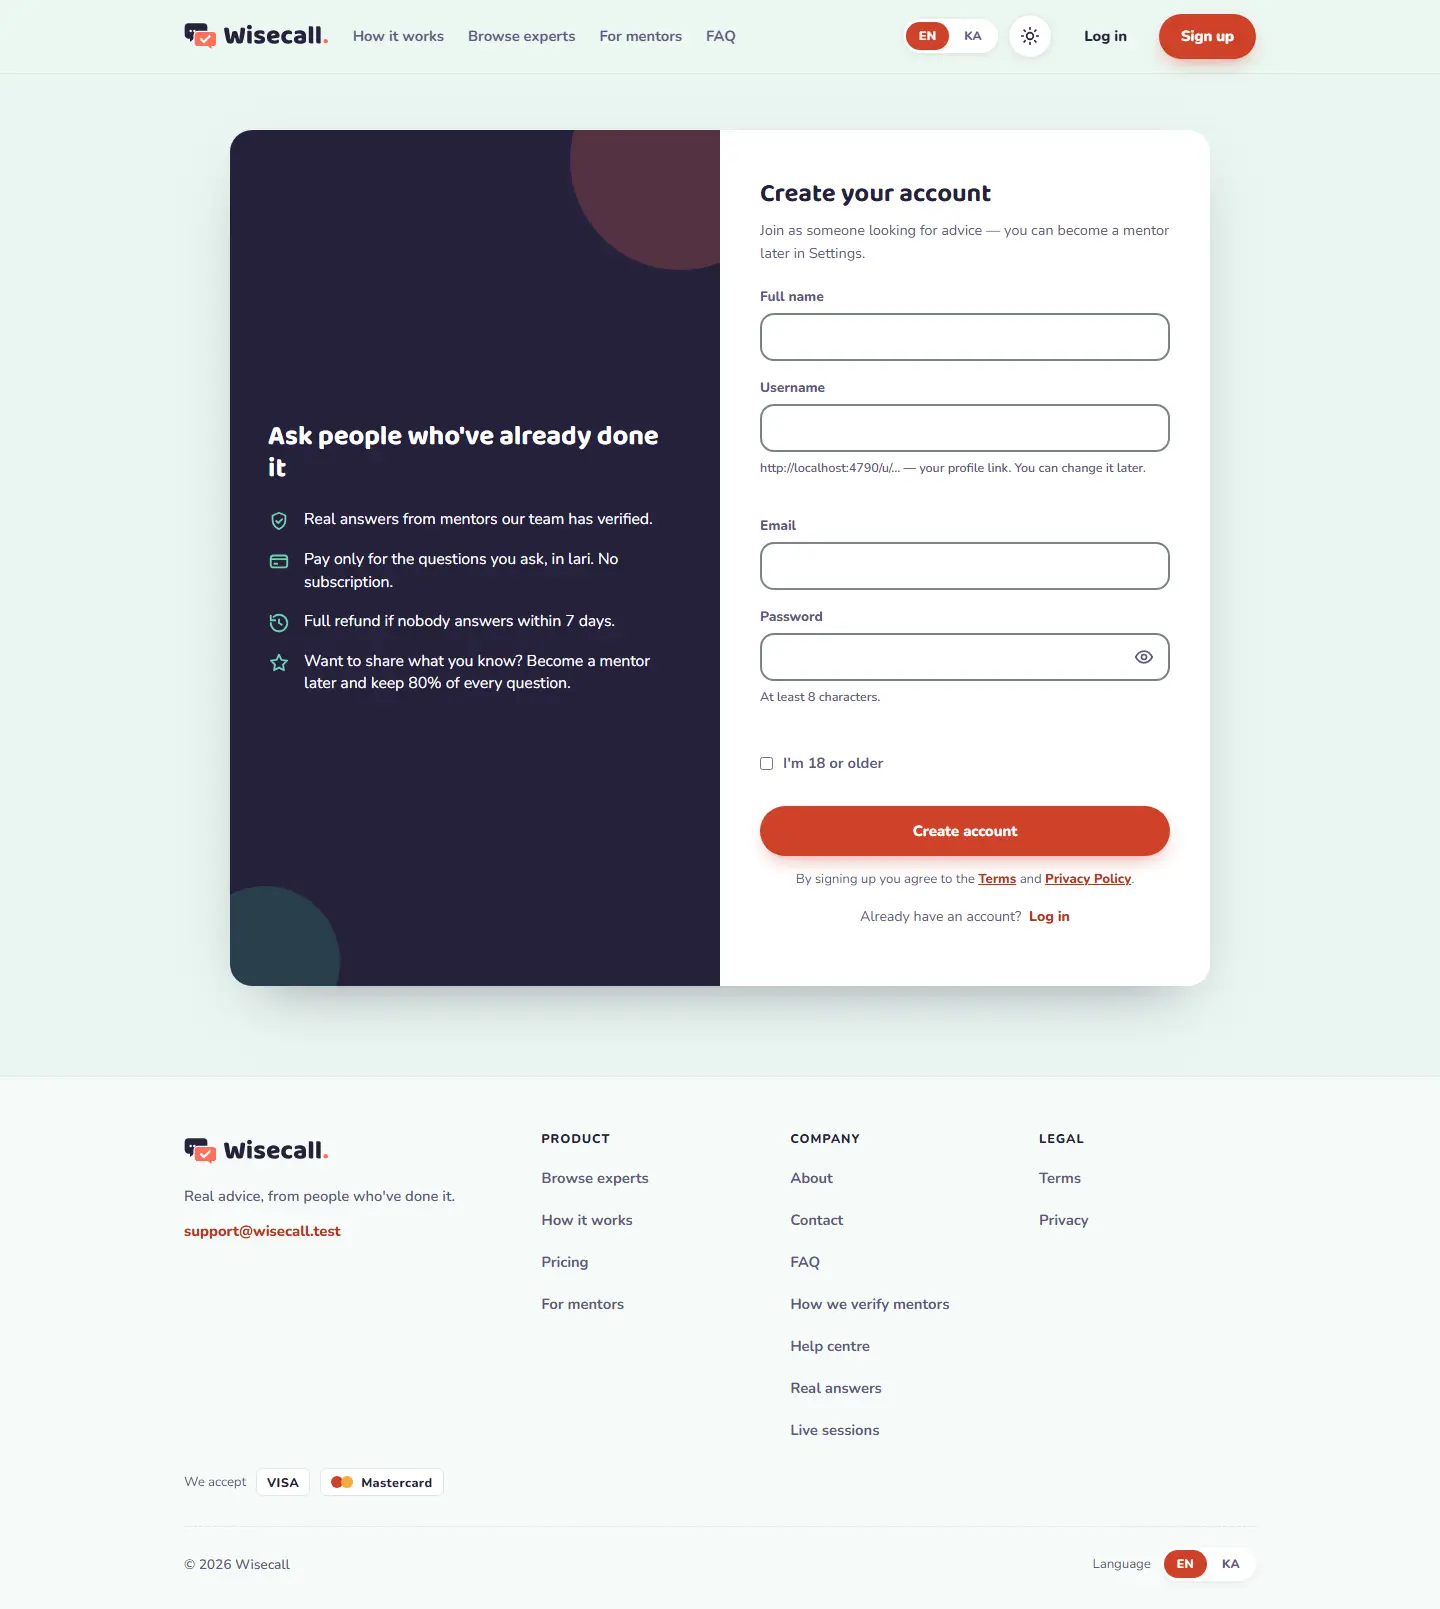 Wisecall.
How it works
Browse experts
For mentors
FAQ
EN
KA
Log in
Sign up
Ask people who've already done
it
Real answers from mentors our team has verified.
Pay only for the questions you ask, in lari. No
subscription.
Full refund if nobody answers within 7 days.
Want to share what you know? Become a mentor
later and keep 80% of every question.
Create your account
Join as someone looking for advice — you can become a mentor
later in Settings.
Full name
Username
http://localhost:4790/u/... — your profile link. You can change it later.
Email
Password
At least 8 characters.
I'm 18 or older
Create account
By signing up you agree to the Terms and Privacy Policy.
Already have an account? Log in
Wisecall.
Real advice, from people who've done it.
support@wisecall.test
PRODUCT
Browse experts
How it works
Pricing
For mentors
COMPANY
About
Contact
FAQ
How we verify mentors
Help centre
Real answers
Live sessions
LEGAL
Terms
Privacy
We accept
VISA
Mastercard
© 2026 Wisecall
Language
EN
KA